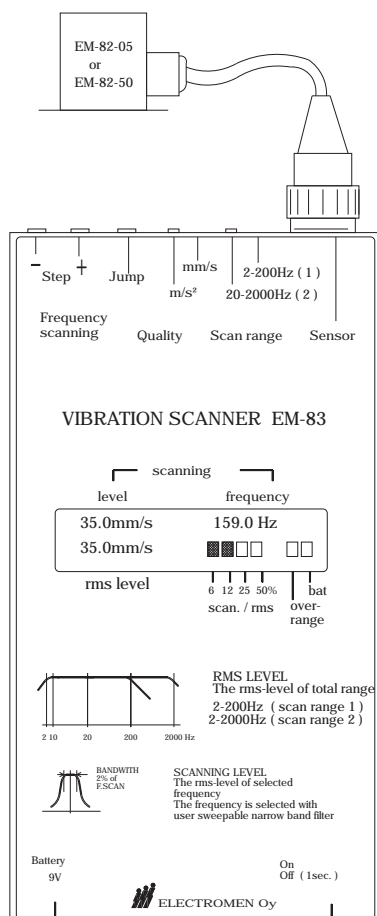 EM-82-05
or
EM-82-50
− Step + Jump
mm/s
m/s²
2-200Hz ( 1 )
20-2000Hz ( 2 )
Frequency
scanning
Quality Scan range Sensor
VIBRATION SCANNER EM-83
scanning
level frequency
35.0mm/s 159.0 Hz
35.0mm/s
rms level
6 12 25 50%
scan. / rms
bat
over-
range
RMS LEVEL
The rms-level of total range
2-200Hz ( scan range 1 )
2-2000Hz ( scan range 2 )
2 10 20 200 2000 Hz
BANDWITH
2% of
F.SCAN
SCANNING LEVEL
The rms-level of selected
frequency
The frequency is selected with
user sweepable narrow band filter
Battery
9V
On
Off ( 1sec. )
ELECTROMEN Oy